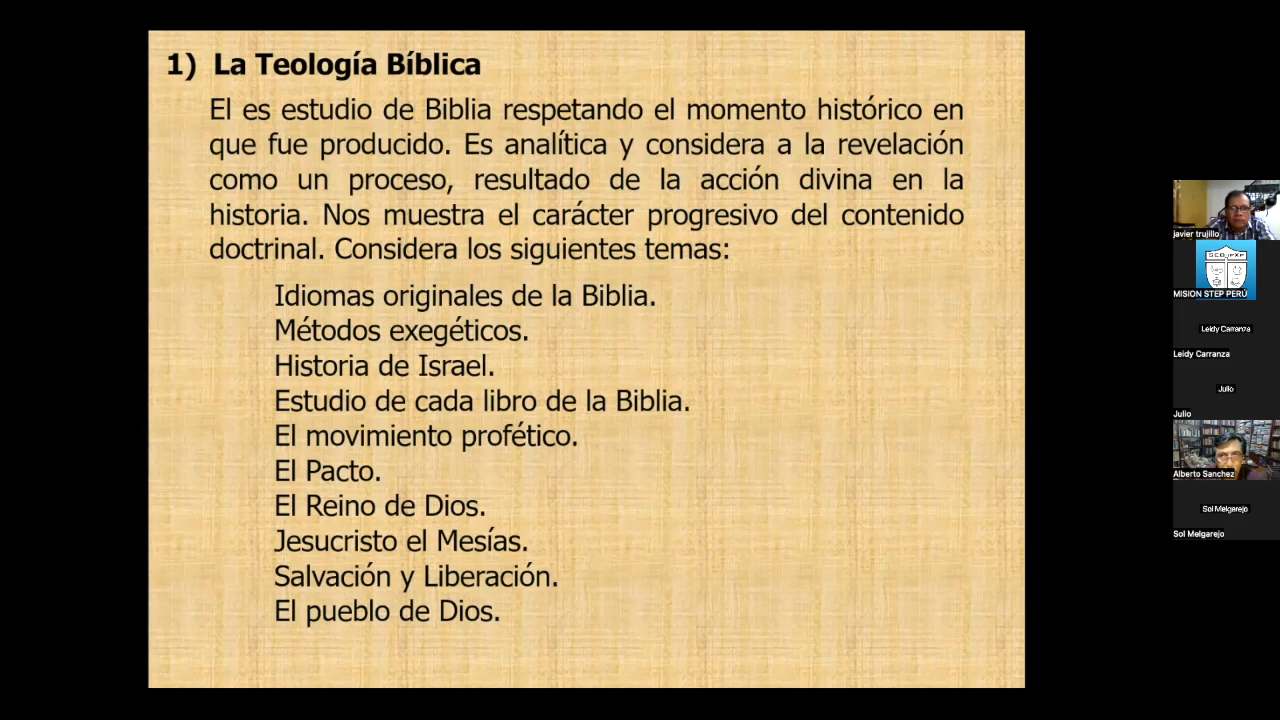 1) La Teología Bíblica
El es estudio de Biblia respetando el momento histórico en
que fue producido. Es analítica y considera a la revelación
como un proceso, resultado de la acción divina en la
historia. Nos muestra el carácter progresivo del contenido
doctrinal. Considera los siguientes temas:
Idiomas originales de la Biblia.
Métodos exegéticos.
Historia de Israel.
Estudio de cada libro de la Biblia.
El movimiento profético.
El Pacto.
El Reino de Dios.
Jesucristo el Mesías.
Salvación y Liberación.
El pueblo de Dios.
javier trujillo
MISION STEP PERÚ
Leidy Carranza
Leidy Carranza
Julio
Julio
Alberto Sanchez
Sol Melgarejo
Sol Melgarejo